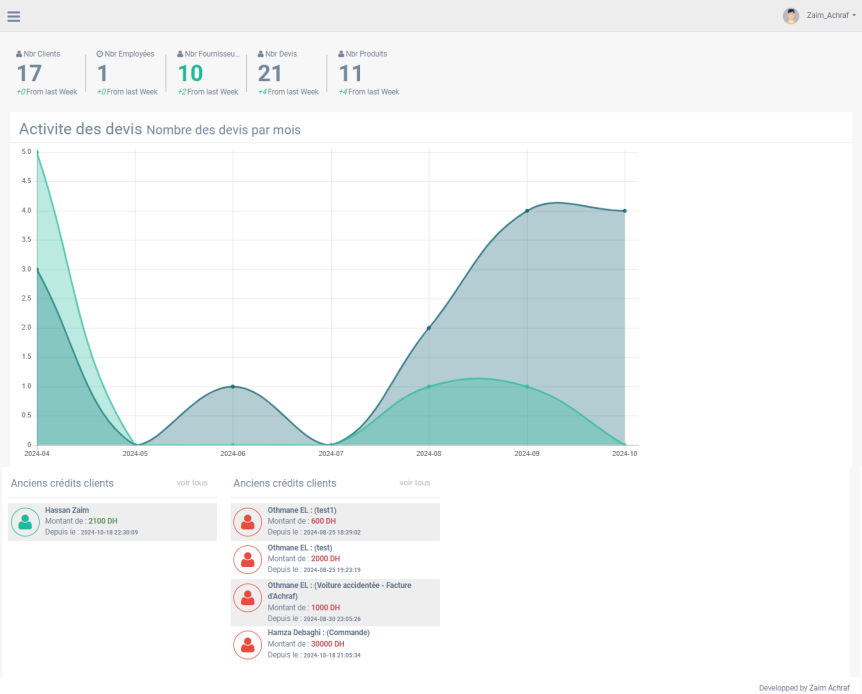 Zaim_Achraf
Nbr Clients
17
+0 From last Week
Nbr Employées
1
+0 From last Week
Nbr Fournisseu...
10
+2 From last Week
Nbr Devis
21
+4 From last Week
Nbr Produits
11
+4 From last Week
Activite des devis Nombre des devis par mois
5.0
4.5
4.0
3.5
3.0
2.5
2.0
1.5
1.0
0.5
0
2024-04 2024-05 2024-06 2024-07 2024-08 2024-09 2024-10
Anciens crédits clients voir tous
Hassan Zaim
Montant de : 2100 DH
Depuis le : 2024-10-18 22:30:09
Anciens crédits clients voir tous
Othmane EL : (test1)
Montant de : 600 DH
Depuis le : 2024-08-25 18:39:02
Othmane EL : (test)
Montant de : 2000 DH
Depuis le : 2024-08-25 19:23:19
Othmane EL : (Voiture accidentée - Facture
d'Achraf)
Montant de : 1000 DH
Depuis le : 2024-08-30 23:05:26
Hamza Debaghi : (Commande)
Montant de : 30000 DH
Depuis le : 2024-10-18 21:05:34
Developped by Zaim Achraf